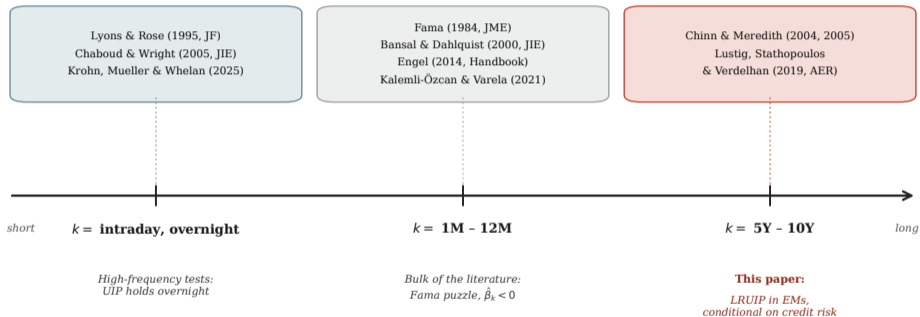 Lyons & Rose (1995, JF)
Chaboud & Wright (2005, JIE)
Krohn, Mueller & Whelan (2025)
Fama (1984, JME)
Bansal & Dahlquist (2000, JIE)
Engel (2014, Handbook)
Kalemli-Özcan & Varela (2021)
Chinn & Meredith (2004, 2005)
Lustig, Stathopoulos
& Verdelhan (2019, AER)
short
k = intraday, overnight
k = 1M – 12M
k = 5Y – 10Y
long
High-frequency tests:
UIP holds overnight
Bulk of the literature:
Fama puzzle, β̂ₖ < 0
This paper:
LRUIP in EMs,
conditional on credit risk